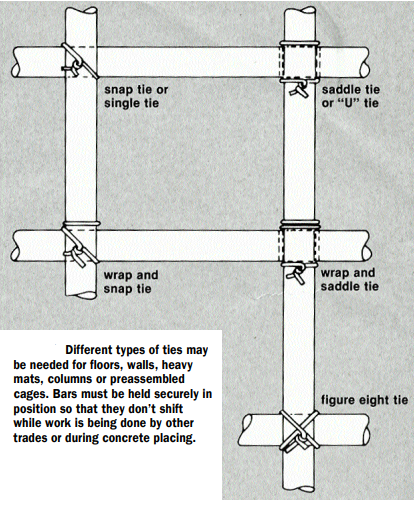 snap tie or
single tie
saddle tie
or “U” tie
wrap and
snap tie
wrap and
saddle tie
figure eight tie
Different types of ties may
be needed for floors, walls, heavy
mats, columns or preassembled
cages. Bars must be held securely in
position so that they don’t shift
while work is being done by other
trades or during concrete placing.